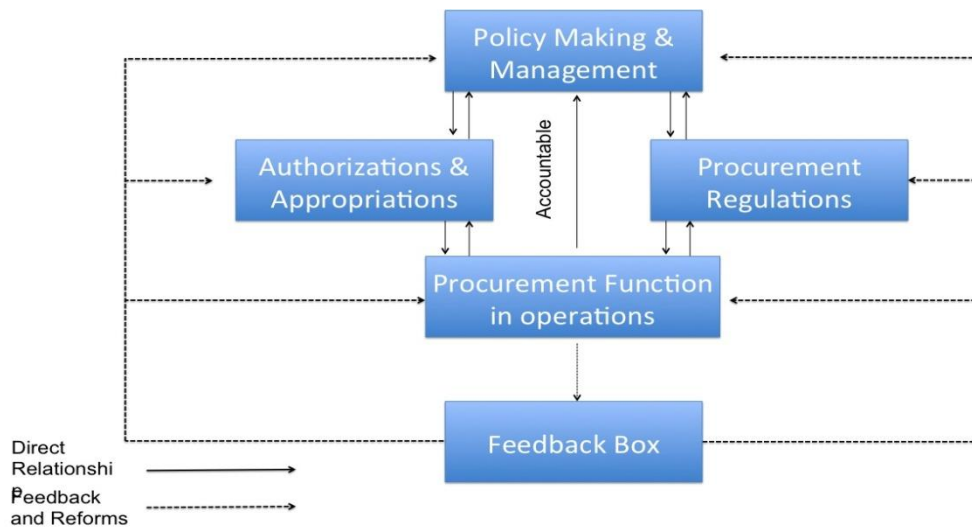 Policy Making &
Management
Authorizations &
Appropriations
Accountable
Procurement
Regulations
Procurement Function
in operations
Feedback Box
Direct
Relationshi
p
Feedback
and Reforms